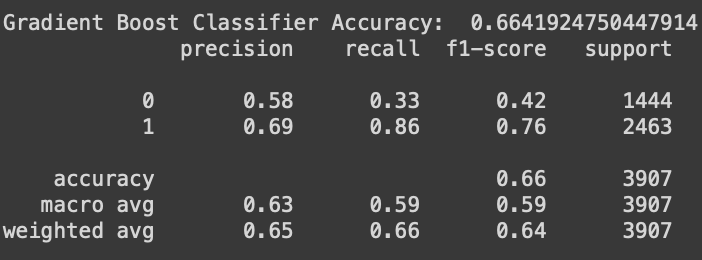 Gradient Boost Classifier Accuracy:  0.6641924750447914
              precision    recall  f1-score   support

           0       0.58      0.33      0.42      1444
           1       0.69      0.86      0.76      2463

    accuracy                           0.66      3907
   macro avg       0.63      0.59      0.59      3907
weighted avg       0.65      0.66      0.64      3907